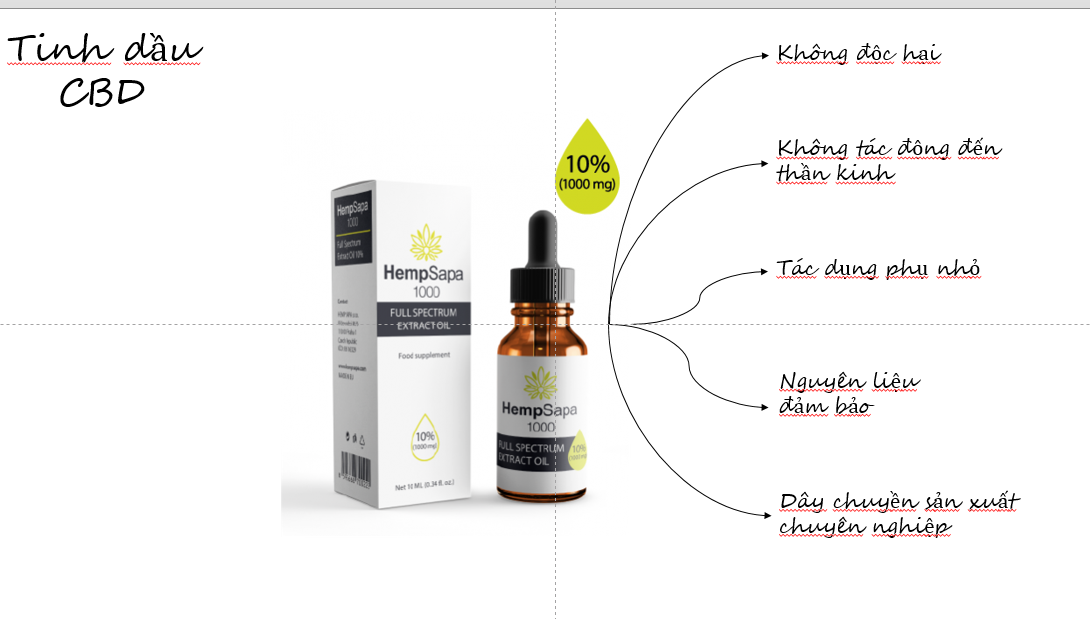 Tinh dầu
CBD
Không độc hại
Không tác đông đến
thần kinh
Tác dụng phụ nhỏ
Nguyên liệu
đảm bảo
Dây chuyền sản xuất
chuyên nghiệp
10%
(1000 mg)
HempSapa
1000
Full Spectrum
Extract Oil 10%
HempSapa
1000
FULL SPECTRUM
EXTRACT OIL
Food supplement
10%
(1000 mg)
Net 10 ML (0.34 fl. oz.)
HempSapa
1000
FULL SPECTRUM
EXTRACT OIL
10%